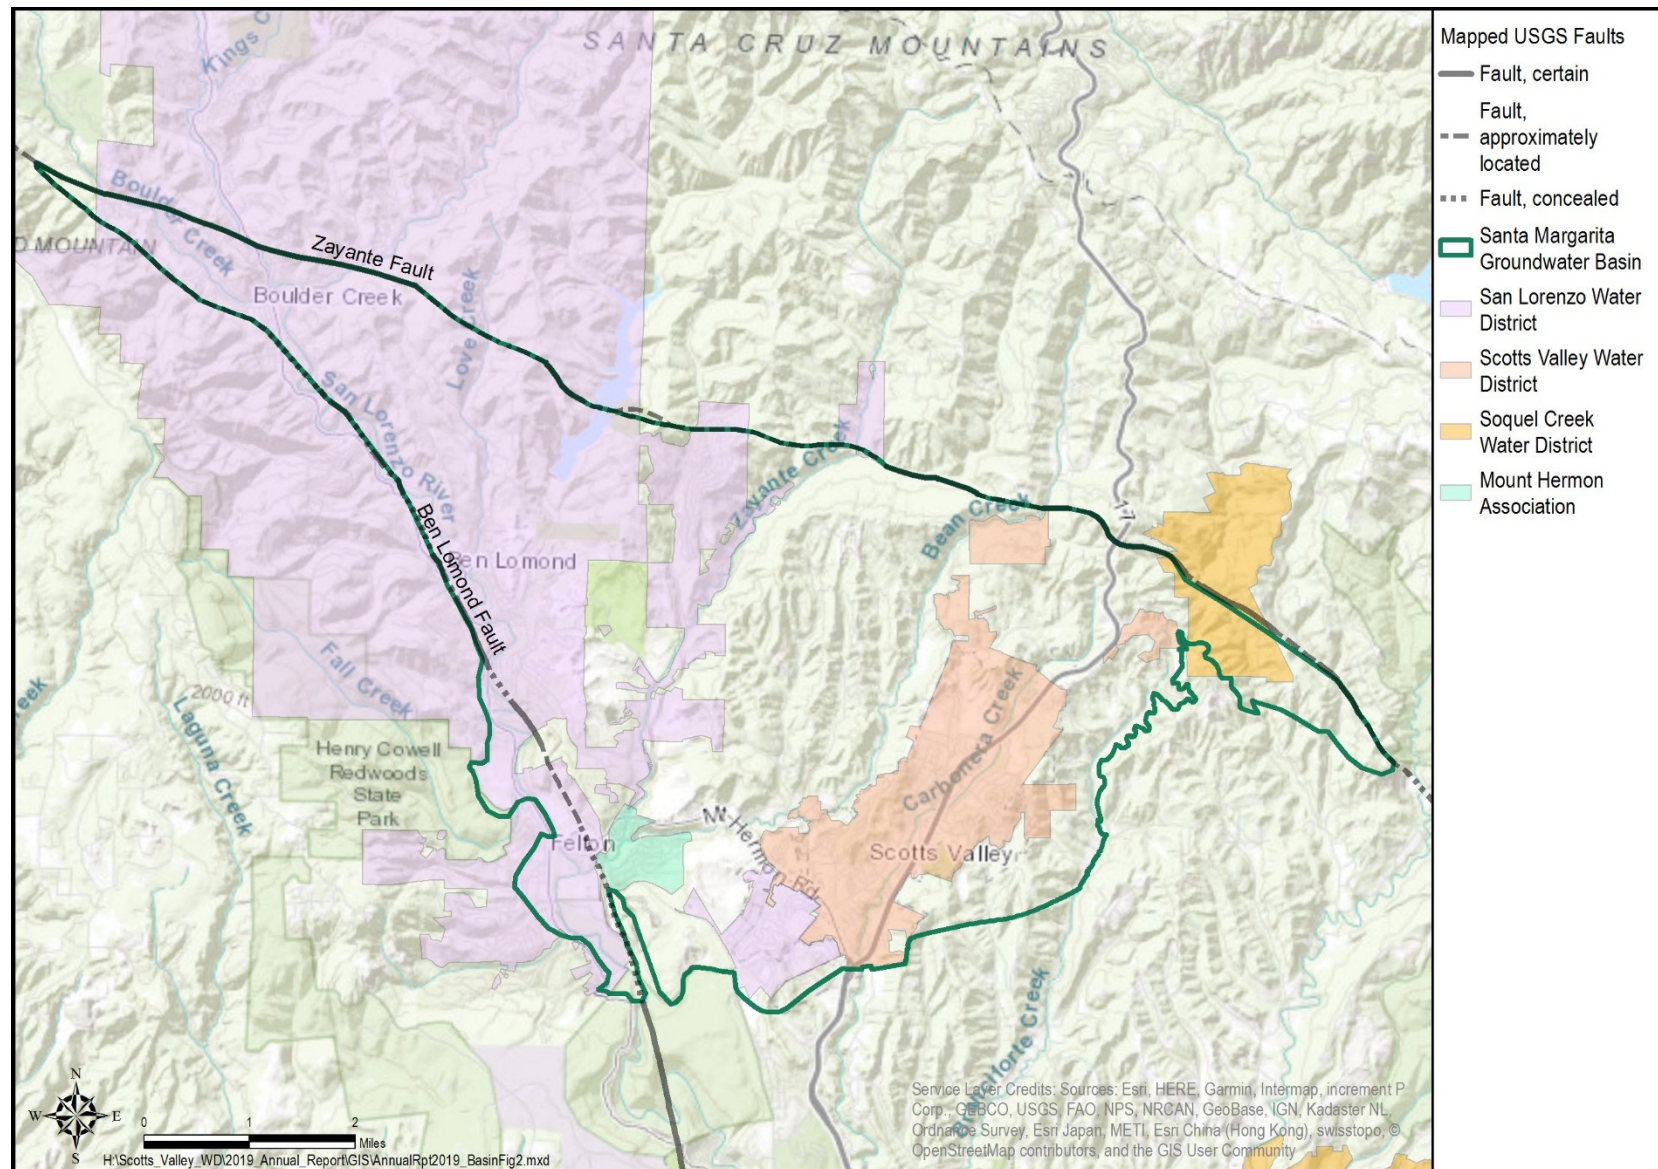 SANTA CRUZ MOUNTAINS
Kings C
Boulder Creek
D MOUNTAIN
Zayante Fault
Boulder Creek
Love Creek
San Lorenzo River
Ben Lomond Fault
Ben Lomond
Zayante Creek
Bean Creek
17
Fall Creek
2000 ft
Laguna Creek
reek
Henry Cowell
Redwoods
State
Park
Felton
Mt Hermon Rd
Carbonera Creek
Scotts Valley
Branciforte Creek
N
W
E
S
0
1
2
Miles
H:\Scotts_Valley_WD\2019_Annual_Report\GIS\AnnualRpt2019_BasinFig2.mxd
Service Layer Credits: Sources: Esri, HERE, Garmin, Intermap, increment P
Corp., GEBCO, USGS, FAO, NPS, NRCAN, GeoBase, IGN, Kadaster NL,
Ordnance Survey, Esri Japan, METI, Esri China (Hong Kong), swisstopo, ©
OpenStreetMap contributors, and the GIS User Community
Mapped USGS Faults
Fault, certain
Fault,
approximately
located
Fault, concealed
Santa Margarita
Groundwater Basin
San Lorenzo Water
District
Scotts Valley Water
District
Soquel Creek
Water District
Mount Hermon
Association